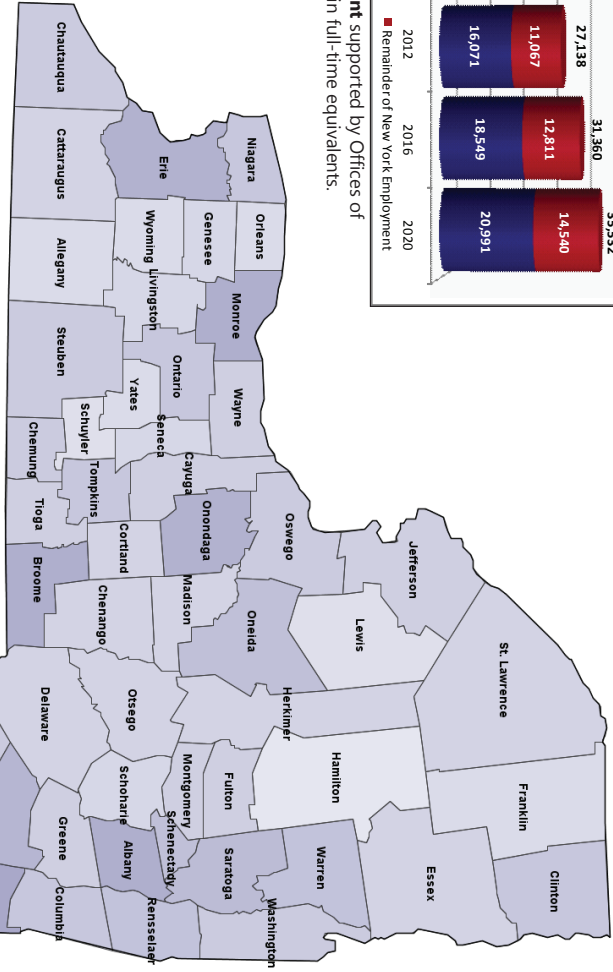 27,138
31,360
35,532
11,067
12,811
14,540
16,071
18,549
20,991
2012
2016
2020
Remainder of New York Employment
nt supported by Offices of
in full-time equivalents.
Chautauqua
Cattaraugus
Allegany
Steuben
Chemung
Tioga
Broome
Delaware
Niagara
Erie
Orleans
Genesee
Wyoming
Livingston
Monroe
Ontario
Yates
Schuyler
Seneca
Wayne
Cayuga
Tompkins
Cortland
Onondaga
Oswego
Madison
Chenango
Oneida
Jefferson
Lewis
St. Lawrence
Herkimer
Otsego
Hamilton
Franklin
Clinton
Essex
Fulton
Montgomery
Schoharie
Schenectady
Greene
Albany
Saratoga
Warren
Washington
Rensselaer
Columbia